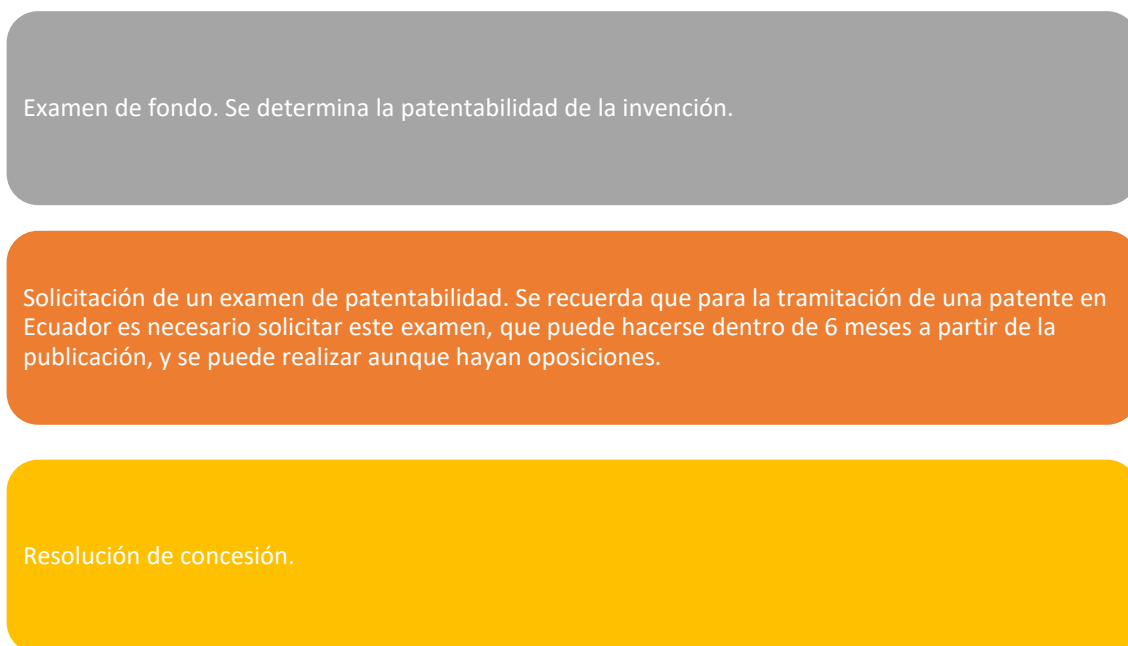 Examen de fondo. Se determina la patentabilidad de la invención.
Solicitación de un examen de patentabilidad. Se recuerda que para la tramitación de una patente en
Ecuador es necesario solicitar este examen, que puede hacerse dentro de 6 meses a partir de la
publicación, y se puede realizar aunque hayan oposiciones.
Resolución de concesión.